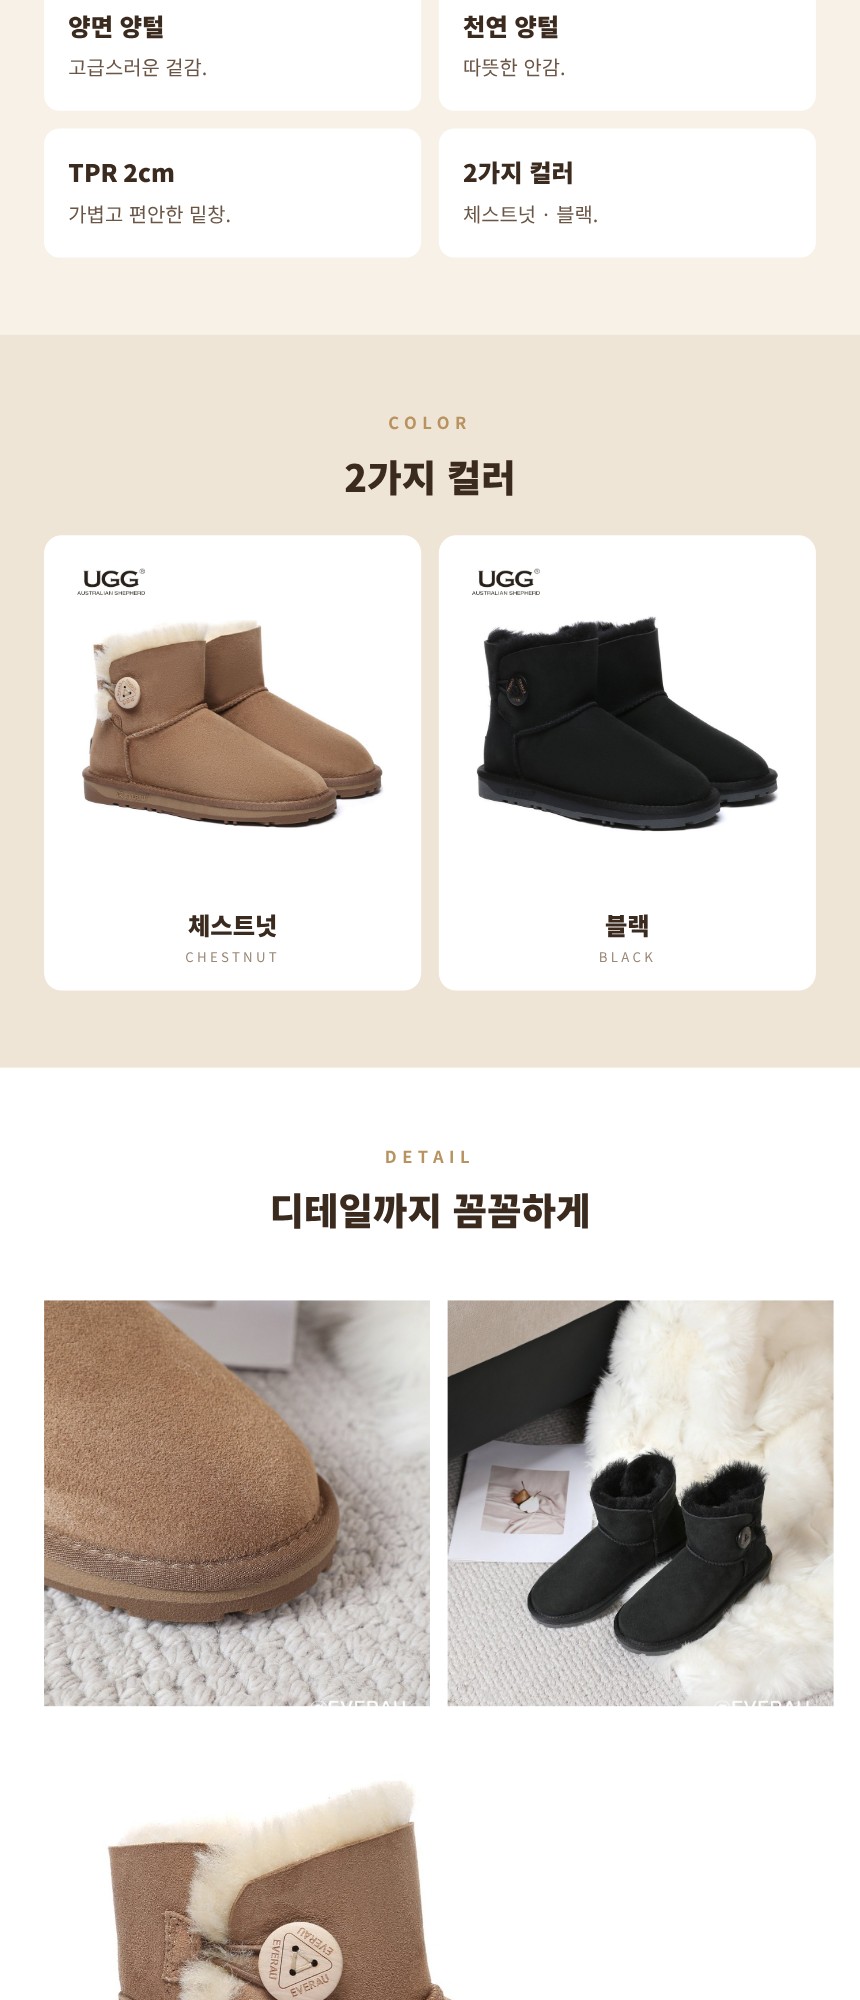 양면 양털
고급스러운 겉감.
천연 양털
따뜻한 안감.
TPR 2cm
가볍고 편안한 밑창.
2가지 컬러
체스트넛 · 블랙.
COLOR
2가지 컬러
UGG®
AUSTRALIAN SHEPHERD
UGG®
AUSTRALIAN SHEPHERD
체스트넛
CHESTNUT
블랙
BLACK
DETAIL
디테일까지 꼼꼼하게
@EVERAU
@EVERAU
EVERAU
EVERAU
EVERAU